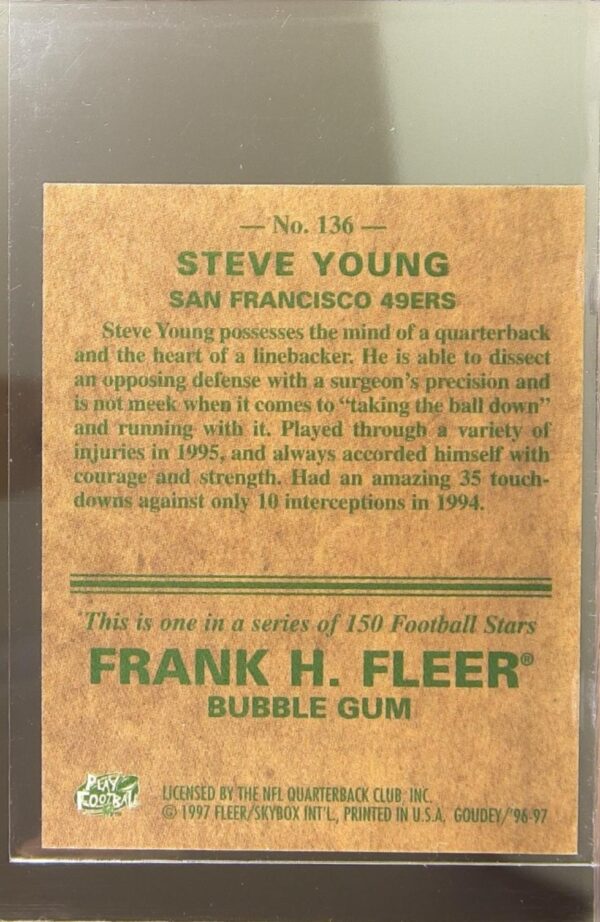 — No. 136 —
STEVE YOUNG
SAN FRANCISCO 49ERS
Steve Young possesses the mind of a quarterback
and the heart of a linebacker. He is able to dissect
an opposing defense with a surgeon's precision and
is not meek when it comes to "taking the ball down"
and running with it. Played through a variety of
injuries in 1995, and always accorded himself with
courage and strength. Had an amazing 35 touch-
downs against only 10 interceptions in 1994.
This is one in a series of 150 Football Stars
FRANK H. FLEER®
BUBBLE GUM
PLAY
FOOTBALL
LICENSED BY THE NFL QUARTERBACK CLUB, INC.
© 1997 FLEER/SKYBOX INT'L., PRINTED IN U.S.A. GOUDEY/'96-97